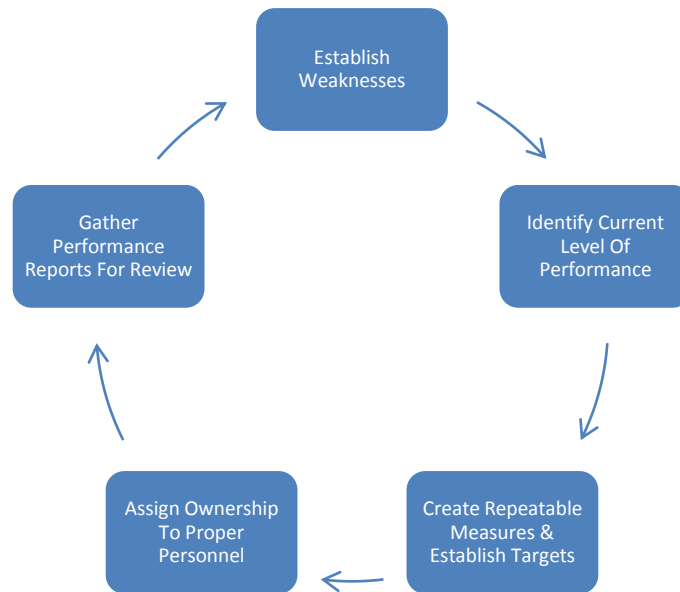 Establish
Weaknesses
Identify Current
Level Of
Performance
Create Repeatable
Measures &
Establish Targets
Assign Ownership
To Proper
Personnel
Gather
Performance
Reports For Review